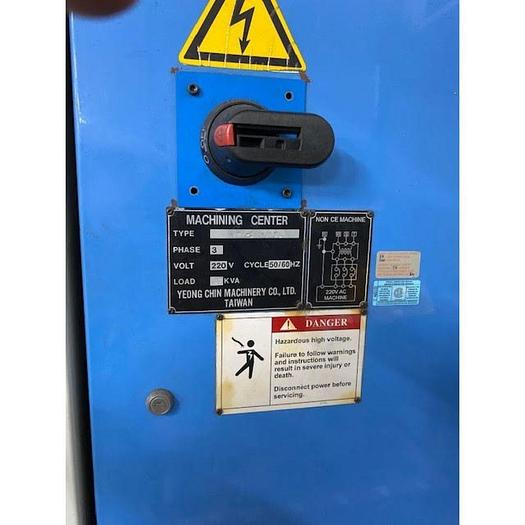 MACHINING CENTER
TYPE
PHASE 3
VOLT 220 V CYCLE 50/60 HZ
LOAD KVA
YEONG CHIN MACHINERY CO., LTD.
TAIWAN
NON CE MACHINE
220V AC
MACHINE
DANGER
Hazardous high voltage.
Failure to follow warnings
and instructions will
result in severe injury or
death.
Disconnect power before
servicing.